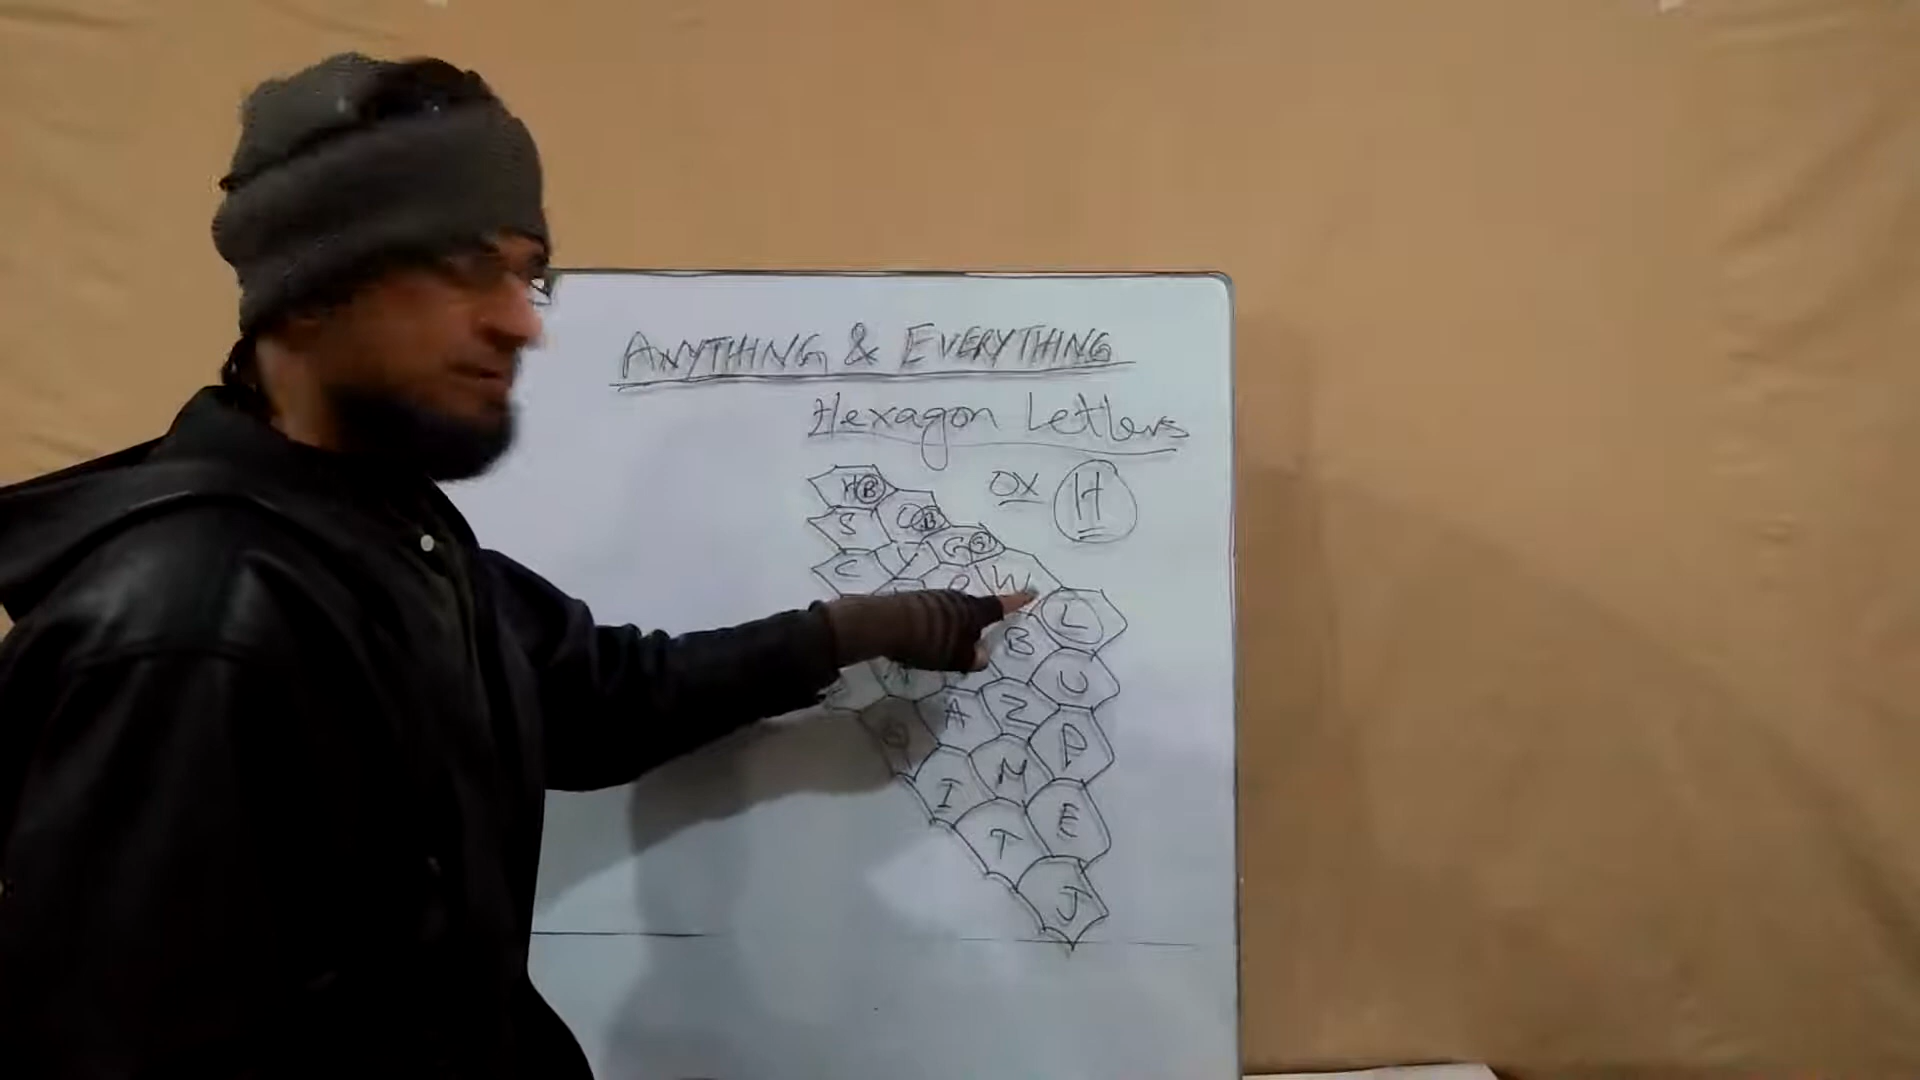 ANYTHING & EVERYTHING
Hexagon Letters
OX H
H B
C B
S
G S
C Y
W
L
B
U
A Z
P
I M
E
T
J